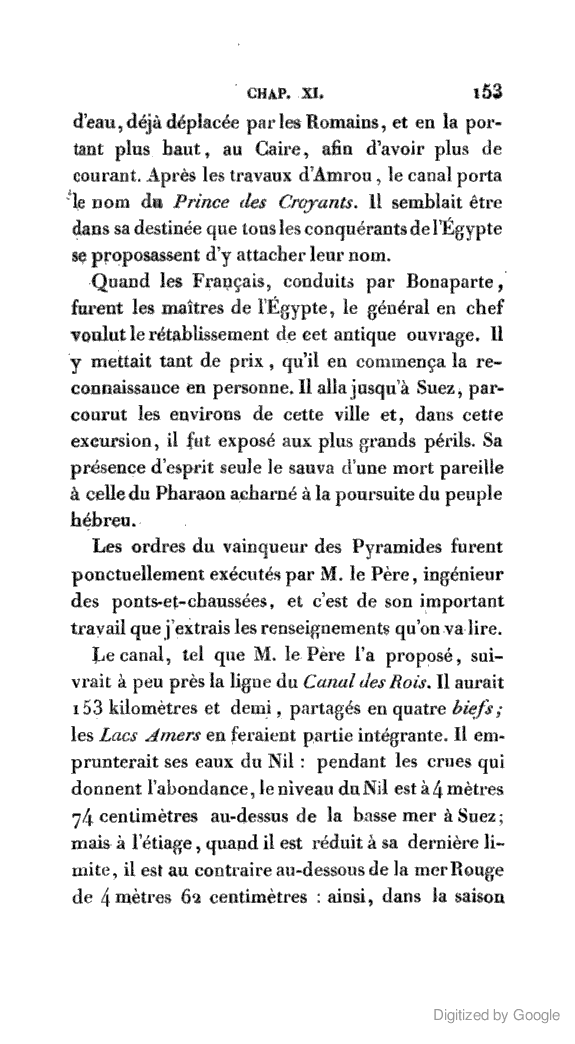 CHAP. XI. 153
d'eau, déjà déplacée par les Romains, et en la por-
tant plus haut, au Caire, afin d'avoir plus de
courant. Après les travaux d'Amrou, le canal porta
le nom du Prince des Croyants. Il semblait être
dans sa destinée que tous les conquérants de l'Égypte
se proposassent d'y attacher leur nom.
Quand les Français, conduits par Bonaparte,
furent les maîtres de l'Égypte, le général en chef
voulut le rétablissement de cet antique ouvrage. Il
y mettait tant de prix, qu'il en commença la re-
connaissance en personne. Il alla jusqu'à Suez, par-
courut les environs de cette ville et, dans cette
excursion, il fut exposé aux plus grands périls. Sa
présence d'esprit seule le sauva d'une mort pareille
à celle du Pharaon acharné à la poursuite du peuple
hébreu.
Les ordres du vainqueur des Pyramides furent
ponctuellement exécutés par M. le Père, ingénieur
des ponts-et-chaussées, et c'est de son important
travail que j'extrais les renseignements qu'on va lire.
Le canal, tel que M. le Père l'a proposé, sui-
vrait à peu près la ligne du Canal des Rois. Il aurait
153 kilomètres et demi, partagés en quatre biefs;
les Lacs Amers en feraient partie intégrante. Il em-
prunterait ses eaux du Nil : pendant les crues qui
donnent l'abondance, le niveau du Nil est à 4 mètres
74 centimètres au-dessus de la basse mer à Suez;
mais à l'étiage, quand il est réduit à sa dernière li-
mite, il est au contraire au-dessous de la mer Rouge
de 4 mètres 62 centimètres : ainsi, dans la saison
Digitized by Google